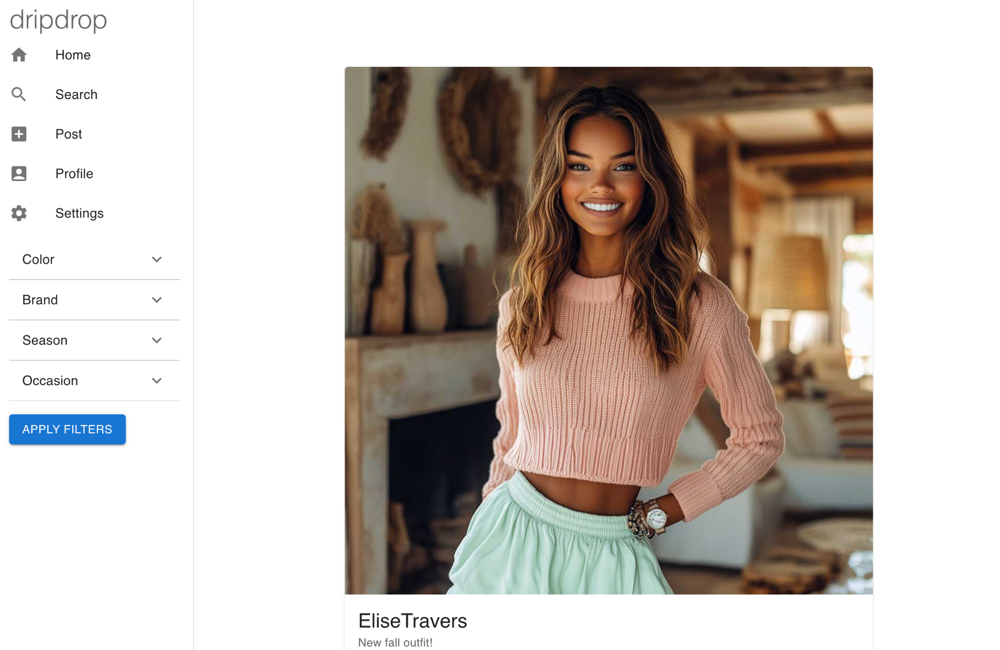 dripdrop
Home
Search
Post
Profile
Settings
Color
Brand
Season
Occasion
APPLY FILTERS
EliseTravers
New fall outfit!